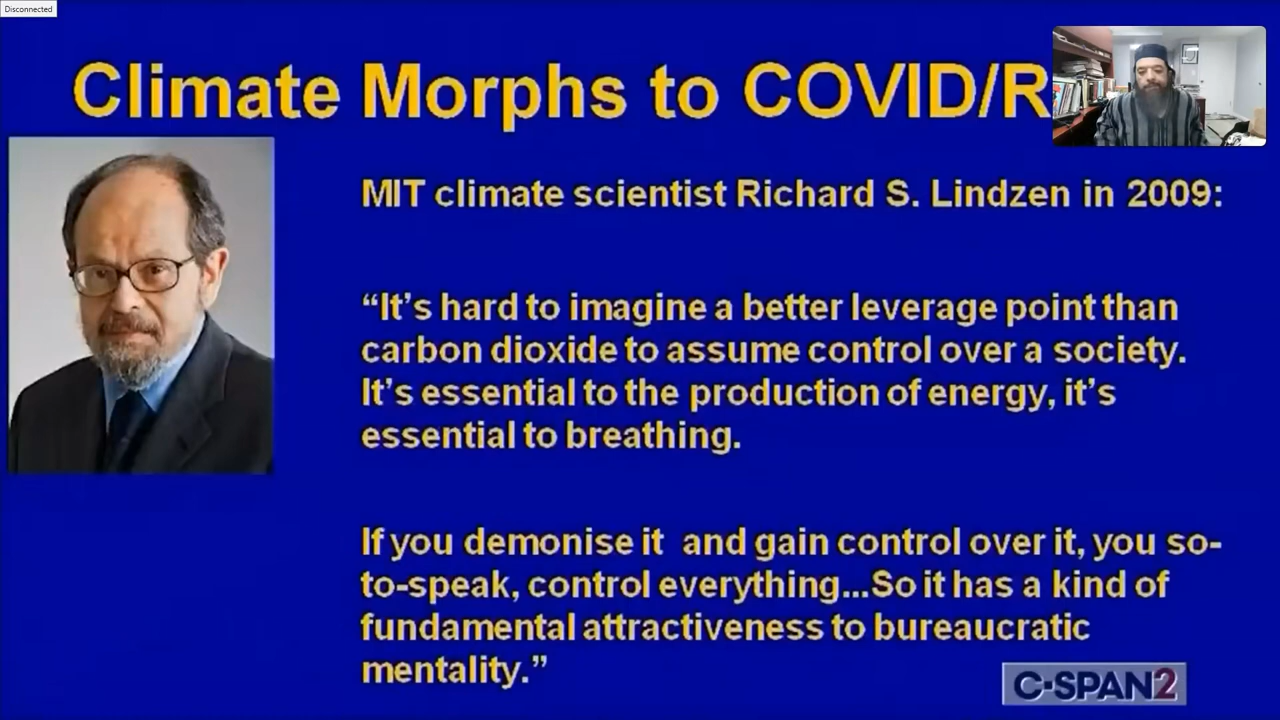 Disconnected
Climate Morphs to COVID/R
MIT climate scientist Richard S. Lindzen in 2009:
“It’s hard to imagine a better leverage point than
carbon dioxide to assume control over a society.
It’s essential to the production of energy, it’s
essential to breathing.
If you demonise it  and gain control over it, you so-
to-speak, control everything...So it has a kind of
fundamental attractiveness to bureaucratic
mentality.”
C-SPAN2